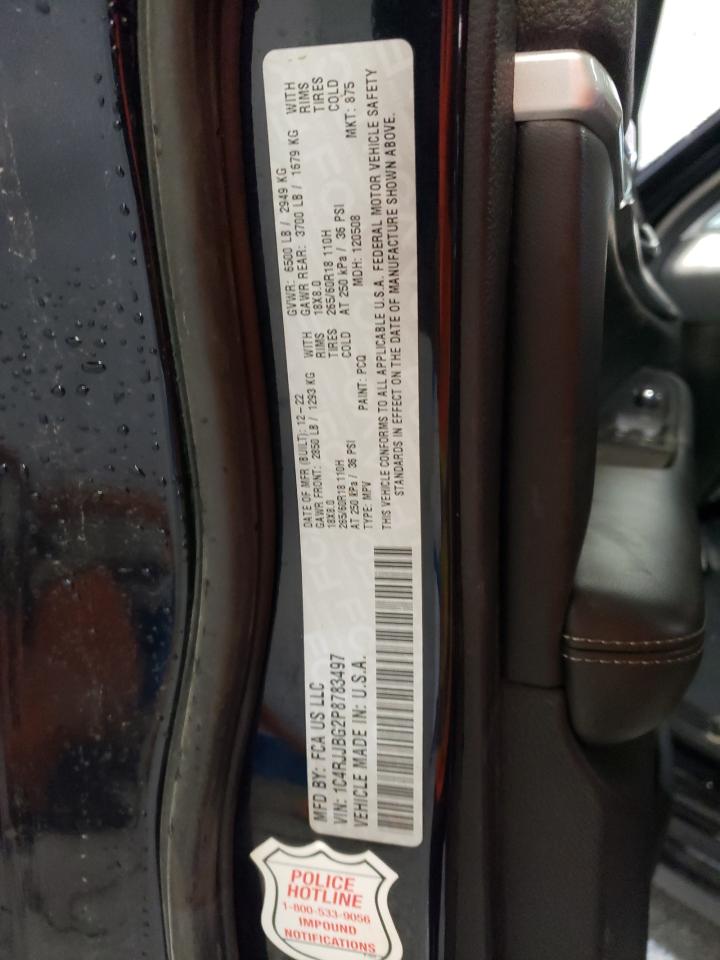 MFD BY: FCA US LLC
DATE OF MFR (BUILT): 12-22
GVWR: 6500 LB / 2949 KG
GAWR FRONT: 2850 LB / 1293 KG WITH
GAWR REAR: 3700 LB / 1679 KG WITH
18X8.0 RIMS
18X8.0 RIMS
265/60R18 110H TIRES
265/60R18 110H TIRES
AT 250 kPa / 36 PSI COLD
AT 250 kPa / 36 PSI COLD
VIN: 1C4RJJBG2P8783497
TYPE: MPV
PAINT: PCQ
MDH: 120508
MKT: 875
VEHICLE MADE IN: U.S.A.
THIS VEHICLE CONFORMS TO ALL APPLICABLE U.S.A. FEDERAL MOTOR VEHICLE SAFETY
STANDARDS IN EFFECT ON THE DATE OF MANUFACTURE SHOWN ABOVE.
POLICE
HOTLINE
1-800-533-9056
IMPOUND
NOTIFICATIONS